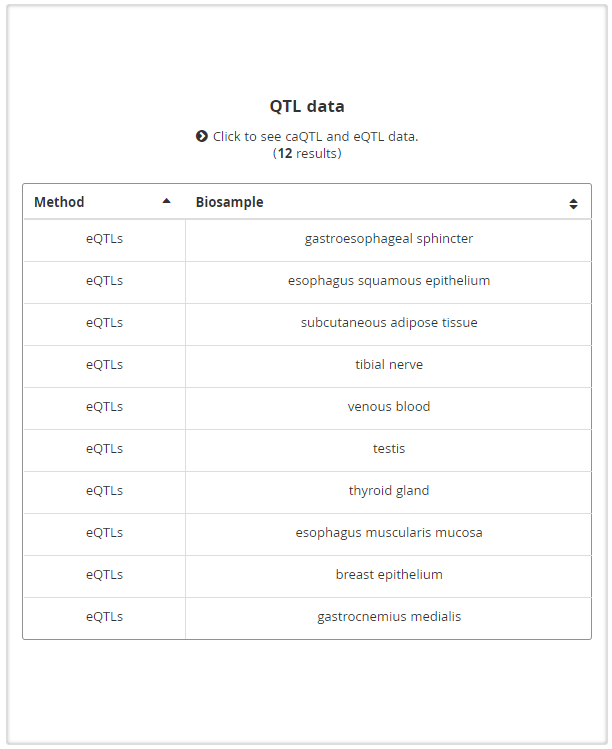 QTL data
Click to see caQTL and eQTL data.
(12 results)
Method Biosample
eQTLs gastroesophageal sphincter
eQTLs esophagus squamous epithelium
eQTLs subcutaneous adipose tissue
eQTLs tibial nerve
eQTLs venous blood
eQTLs testis
eQTLs thyroid gland
eQTLs esophagus muscularis mucosa
eQTLs breast epithelium
eQTLs gastrocnemius medialis